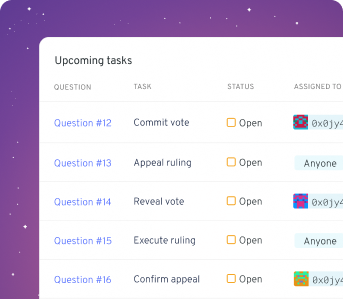 Upcoming tasks
QUESTION TASK STATUS ASSIGNED TO
Question #12 Commit vote Open 0x0jy4
Question #13 Appeal ruling Open Anyone
Question #14 Reveal vote Open 0x0jy4
Question #15 Execute ruling Open Anyone
Question #16 Confirm appeal Open 0x0jy4